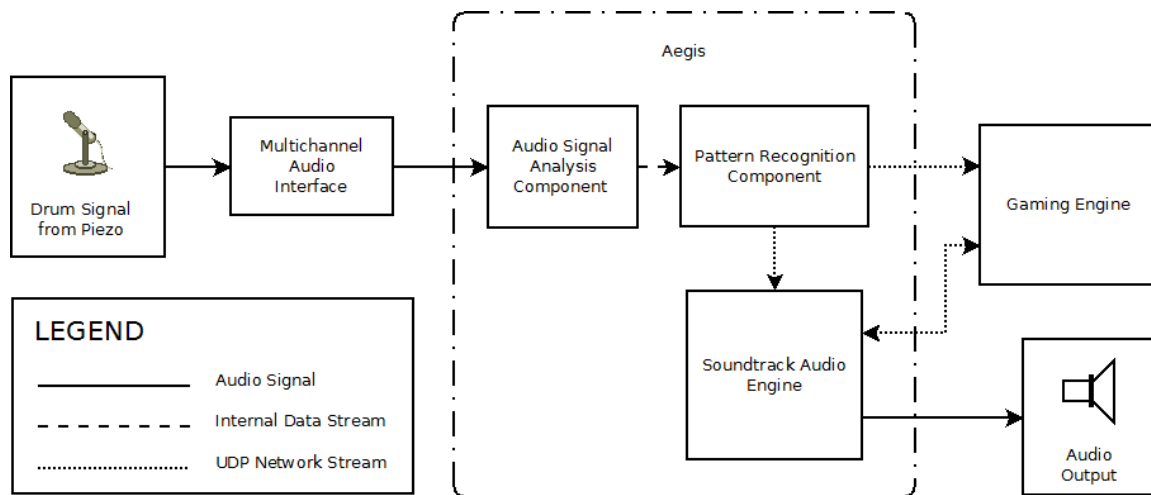 Aegis
Drum Signal
from Piezo
Multichannel
Audio
Interface
Audio Signal
Analysis
Component
Pattern Recognition
Component
Gaming Engine
Soundtrack Audio
Engine
Audio
Output
LEGEND
Audio Signal
Internal Data Stream
UDP Network Stream